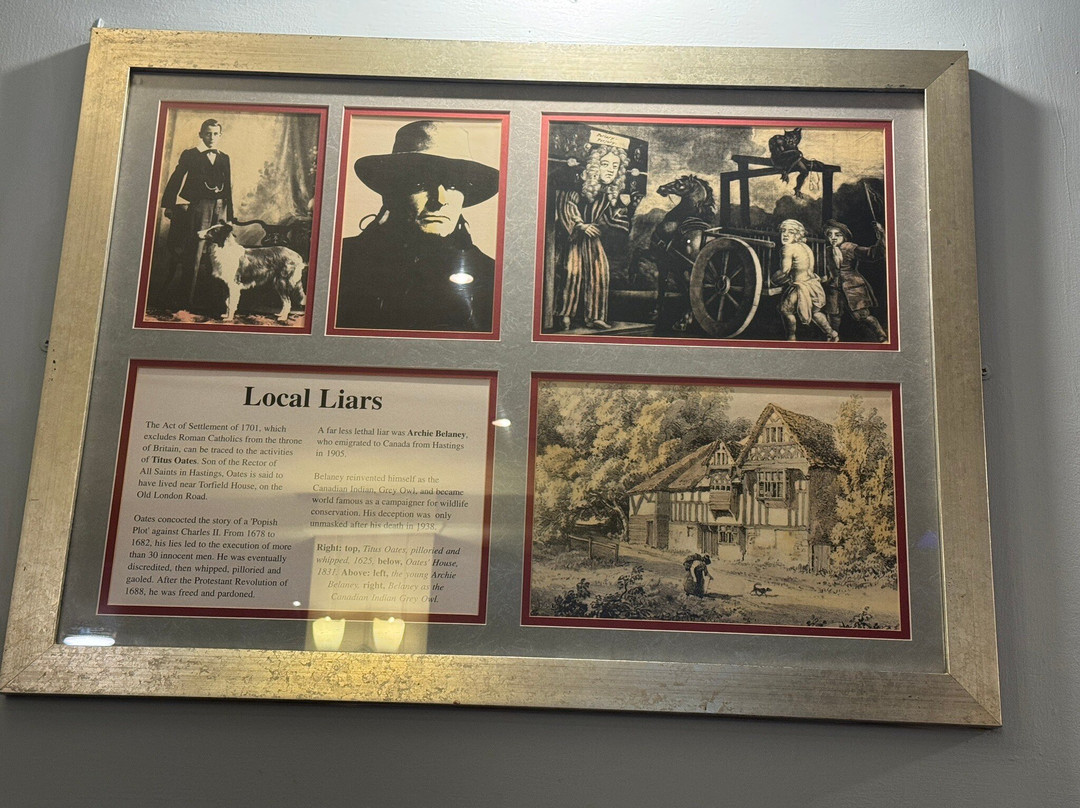 Local Liars
The Act of Settlement of 1701, which
excludes Roman Catholics from the throne
of Britain, can be traced to the activities
of Titus Oates. Son of the Rector of
All Saints in Hastings, Oates is said to
have lived near Torfield House, on the
Old London Road.
Oates concocted the story of a 'Popish
Plot' against Charles II. From 1678 to
1682, his lies led to the execution of more
than 30 innocent men. He was eventually
discredited, then whipped, pilloried and
gaoled. After the Protestant Revolution of
1688, he was freed and pardoned.
A far less lethal liar was Archie Belaney,
who emigrated to Canada from Hastings
in 1905.
Belaney reinvented himself as the
Canadian Indian, Grey Owl, and became
world famous as a campaigner for wildlife
conservation. His deception was only
unmasked after his death in 1938.
Right: top, Titus Oates, pilloried and
whipped, 1625, below, Oates' House,
1831. Above: left, the young Archie
Belaney, right, Belaney as the
Canadian Indian Grey Owl.